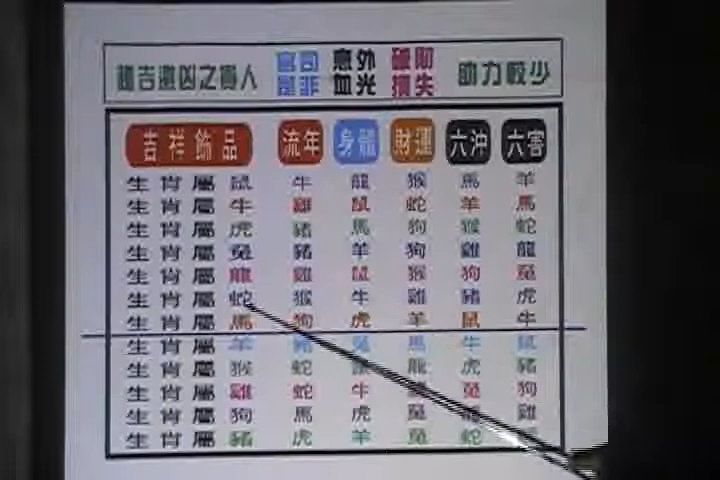 趨吉避凶之貴人 官司 意外 破財 助力較少
是非 血光 損失
吉祥飾品 流年 身體 財運 六沖 六害
生肖屬鼠 牛 龍 猴 馬 羊
生肖屬牛 雞 鼠 蛇 羊 馬
生肖屬虎 豬 馬 狗 猴 蛇
生肖屬兔 豬 羊 狗 雞 龍
生肖屬龍 雞 鼠 猴 狗 兔
生肖屬蛇 猴 牛 雞 豬 虎
生肖屬馬 狗 虎 羊 鼠 牛
生肖屬羊 豬 兔 馬 牛 鼠
生肖屬猴 蛇 龍 虎 豬
生肖屬雞 蛇 牛 兔 狗
生肖屬狗 馬 虎 兔 雞
生肖屬豬 虎 羊 兔 蛇